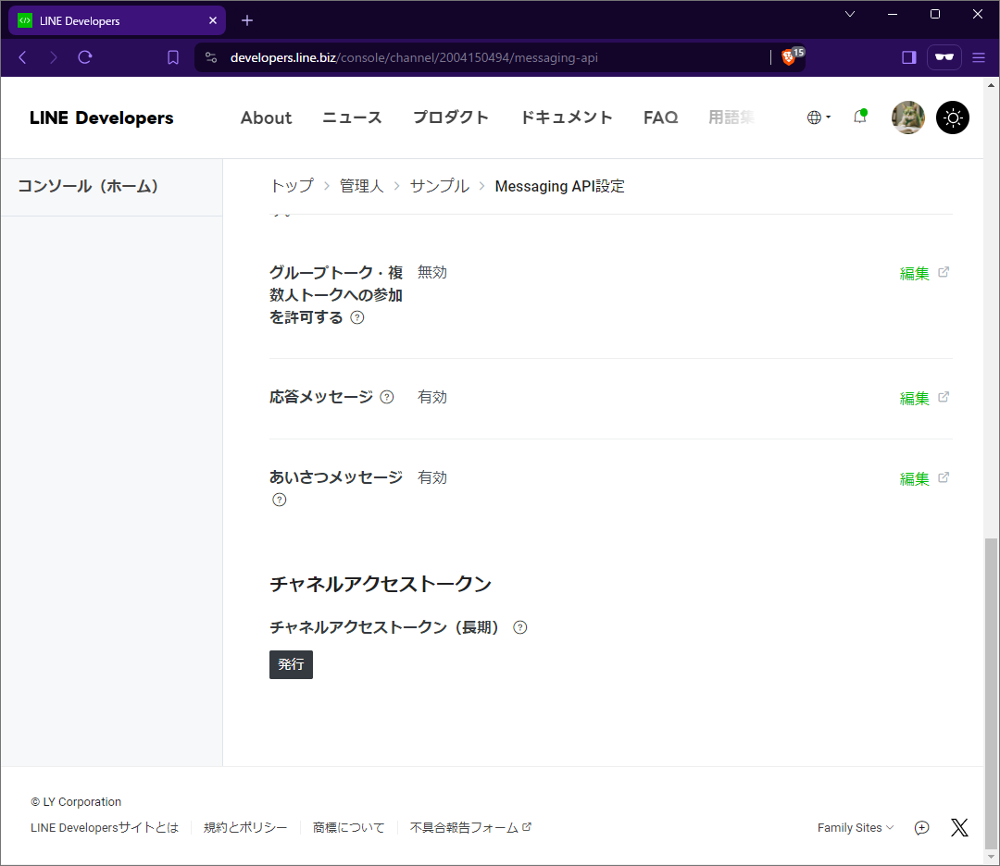 LINE Developers
developers.line.biz/console/channel/2004150494/messaging-api
15
LINE Developers
About ニュース プロダクト ドキュメント FAQ 用語集
コンソール（ホーム）
トップ > 管理人 > サンプル > Messaging API設定
グループトーク・複
数人トークへの参加
を許可する ?
無効
編集
応答メッセージ ? 有効 編集
あいさつメッセージ 有効 編集
?
チャネルアクセストークン
チャネルアクセストークン（長期） ?
発行
© LY Corporation
LINE Developersサイトとは 規約とポリシー 商標について 不具合報告フォーム
Family Sites